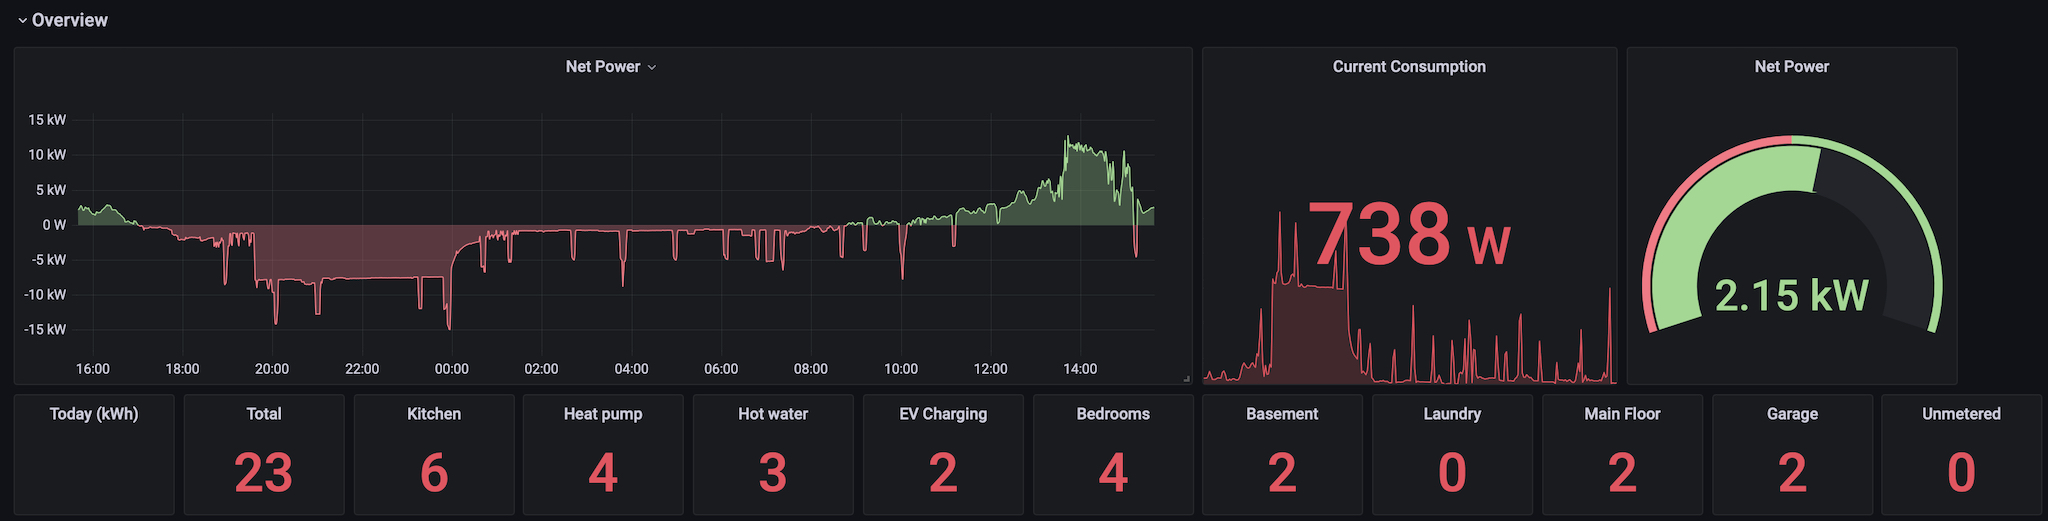 Overview
Net Power
15 kW
10 kW
5 kW
0 W
-5 kW
-10 kW
-15 kW
16:00 18:00 20:00 22:00 00:00 02:00 04:00 06:00 08:00 10:00 12:00 14:00
Current Consumption
738 W
Net Power
2.15 kW
Today (kWh)
Total
23
Kitchen
6
Heat pump
4
Hot water
3
EV Charging
2
Bedrooms
4
Basement
2
Laundry
0
Main Floor
2
Garage
2
Unmetered
0